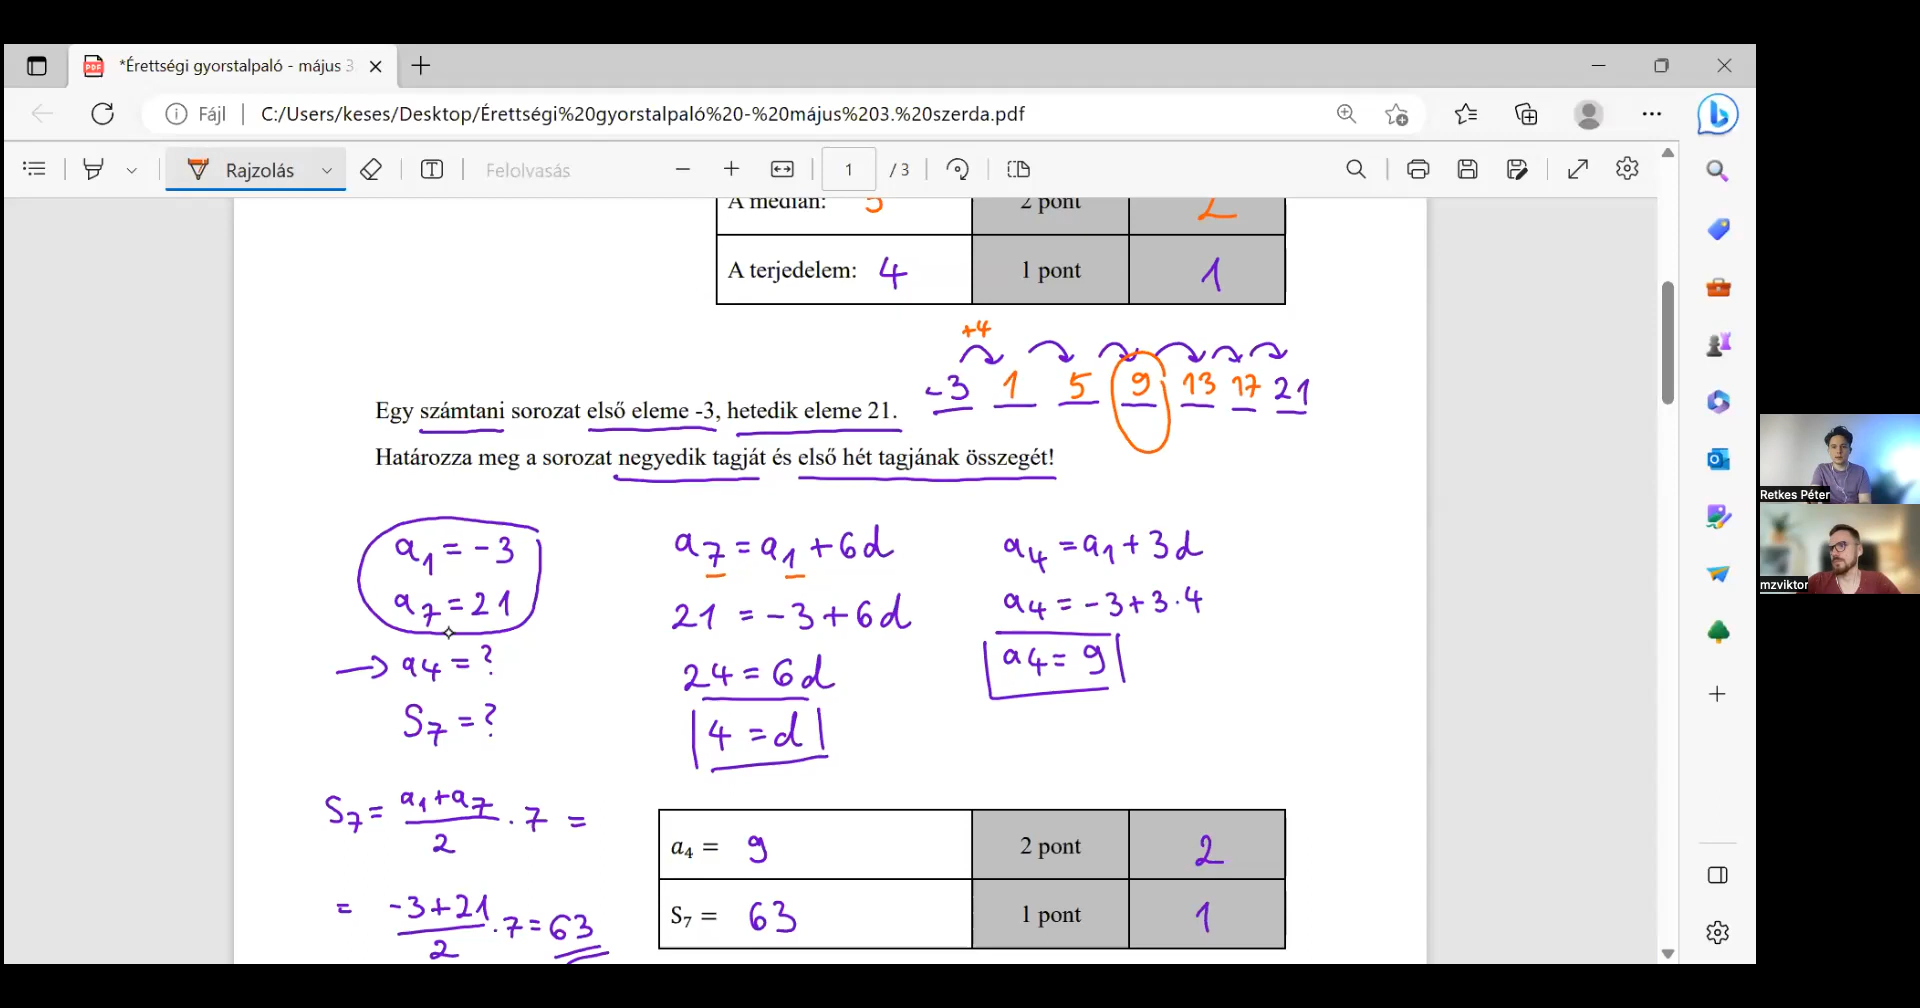 *Érettségi gyorstalpaló - május 3
Fájl
C:/Users/keses/Desktop/Érettségi%20gyorstalpaló%20-%20május%203.%20szerda.pdf
Rajzolás
Felolvasás
1 / 3
A medián: 5 2 pont 2
A terjedelem: 4 1 pont 1
+4
-3 1 5 9 13 17 21
Egy számtani sorozat első eleme -3, hetedik eleme 21.
Határozza meg a sorozat negyedik tagját és első hét tagjának összegét!
a₁ = -3
a₇ = 21
→ a₄ = ?
S₇ = ?
a₇ = a₁ + 6d
21 = -3 + 6d
24 = 6d
4 = d
a₄ = a₁ + 3d
a₄ = -3 + 3·4
a₄ = 9
S₇ = (a₁+a₇)/2 · 7 =
= (-3+21)/2 · 7 = 63
a₄ = 9 2 pont 2
S₇ = 63 1 pont 1
Retkes Péter
mzviktor